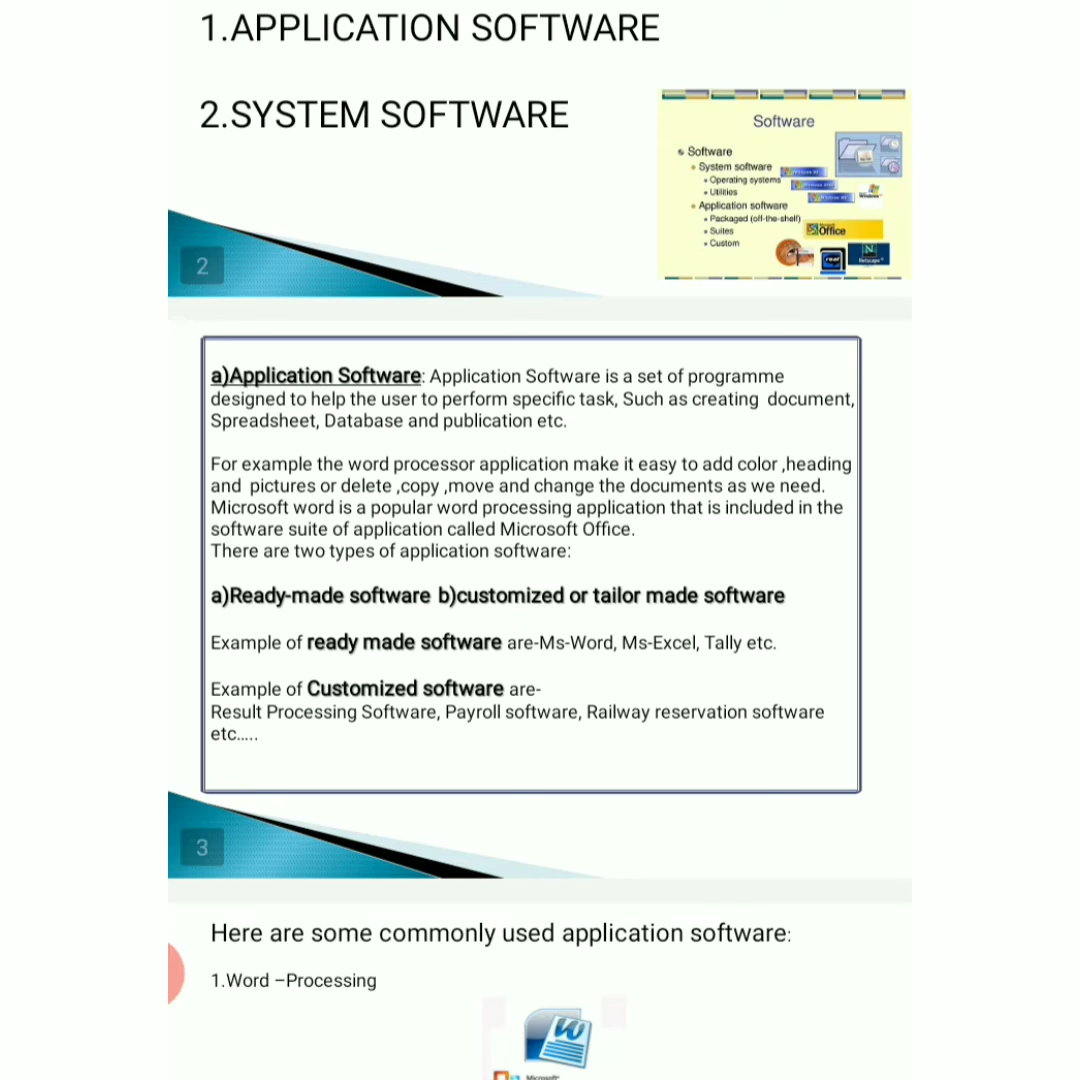 1.APPLICATION SOFTWARE
2.SYSTEM SOFTWARE
Software
Software
System software
Operating systems
Utilities
Application software
Packaged (off-the-shelf)
Suites
Custom
Office
Netscape
2
a)Application Software: Application Software is a set of programme
designed to help the user to perform specific task, Such as creating document,
Spreadsheet, Database and publication etc.
For example the word processor application make it easy to add color ,heading
and pictures or delete ,copy ,move and change the documents as we need.
Microsoft word is a popular word processing application that is included in the
software suite of application called Microsoft Office.
There are two types of application software:
a)Ready-made software b)customized or tailor made software
Example of ready made software are-Ms-Word, Ms-Excel, Tally etc.
Example of Customized software are-
Result Processing Software, Payroll software, Railway reservation software
etc.....
3
Here are some commonly used application software:
1.Word –Processing
Microsoft